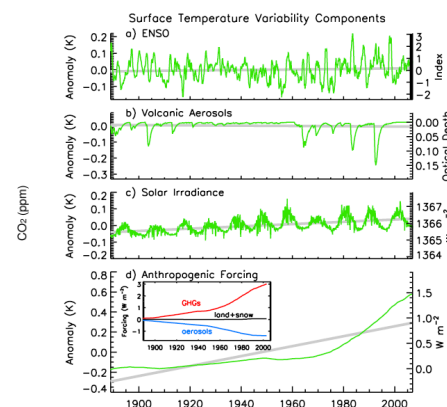 Surface Temperature Variability Components
a) ENSO
Anomaly (K)
0.2
0.1
0.0
−0.1
3
2
1
0
−1
−2
Index
b) Volcanic Aerosols
Anomaly (K)
0.0
−0.1
−0.2
−0.3
0.00
0.05
0.10
0.15
Optical Depth
c) Solar Irradiance
Anomaly (K)
0.2
0.1
0.0
−0.1
−0.2
1367
1366
1365
1364
W m−2
CO2 (ppm)
d) Anthropogenic Forcing
Anomaly (K)
0.8
0.6
0.4
0.2
0.0
−0.2
−0.4
1.5
1.0
0.5
0.0
W m−2
Forcing (W m−2)
3
2
1
0
−1
GHGs
land+snow
aerosols
1900 1920 1940 1960 1980 2000
1900 1920 1940 1960 1980 2000